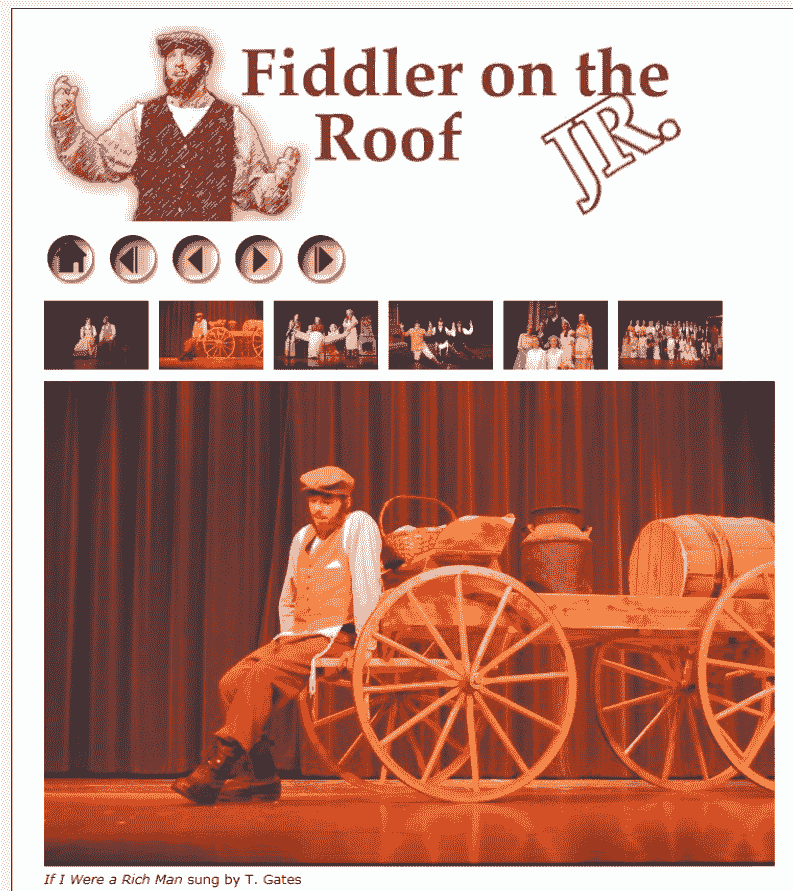 Fiddler on the
Roof
JR.
If I Were a Rich Man sung by T. Gates